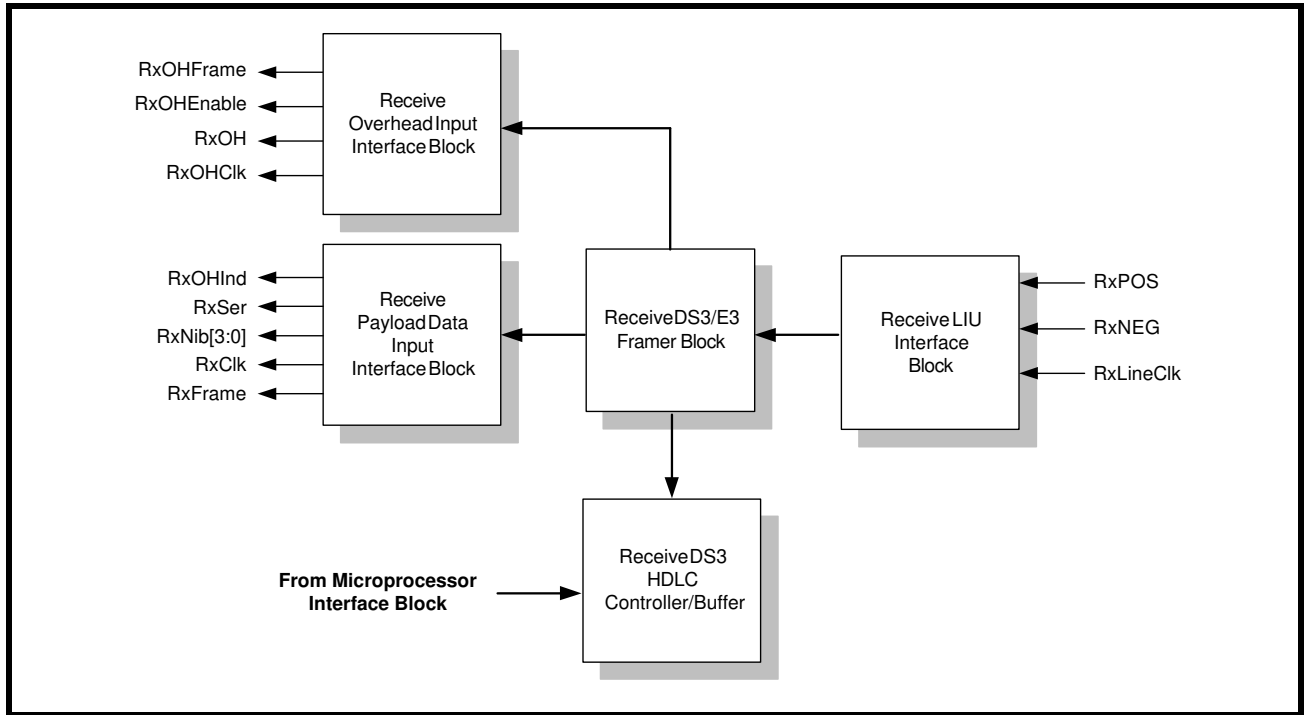 RxOHFrame
RxOHEnable
RxOH
RxOHClk
Receive
Overhead Input
Interface Block
RxOHInd
RxSer
RxNib[3:0]
RxClk
RxFrame
Receive
Payload Data
Input
Interface Block
Receive DS3/E3
Framer Block
Receive LIU
Interface
Block
RxPOS
RxNEG
RxLineClk
From Microprocessor
Interface Block
Receive DS3
HDLC
Controller/Buffer